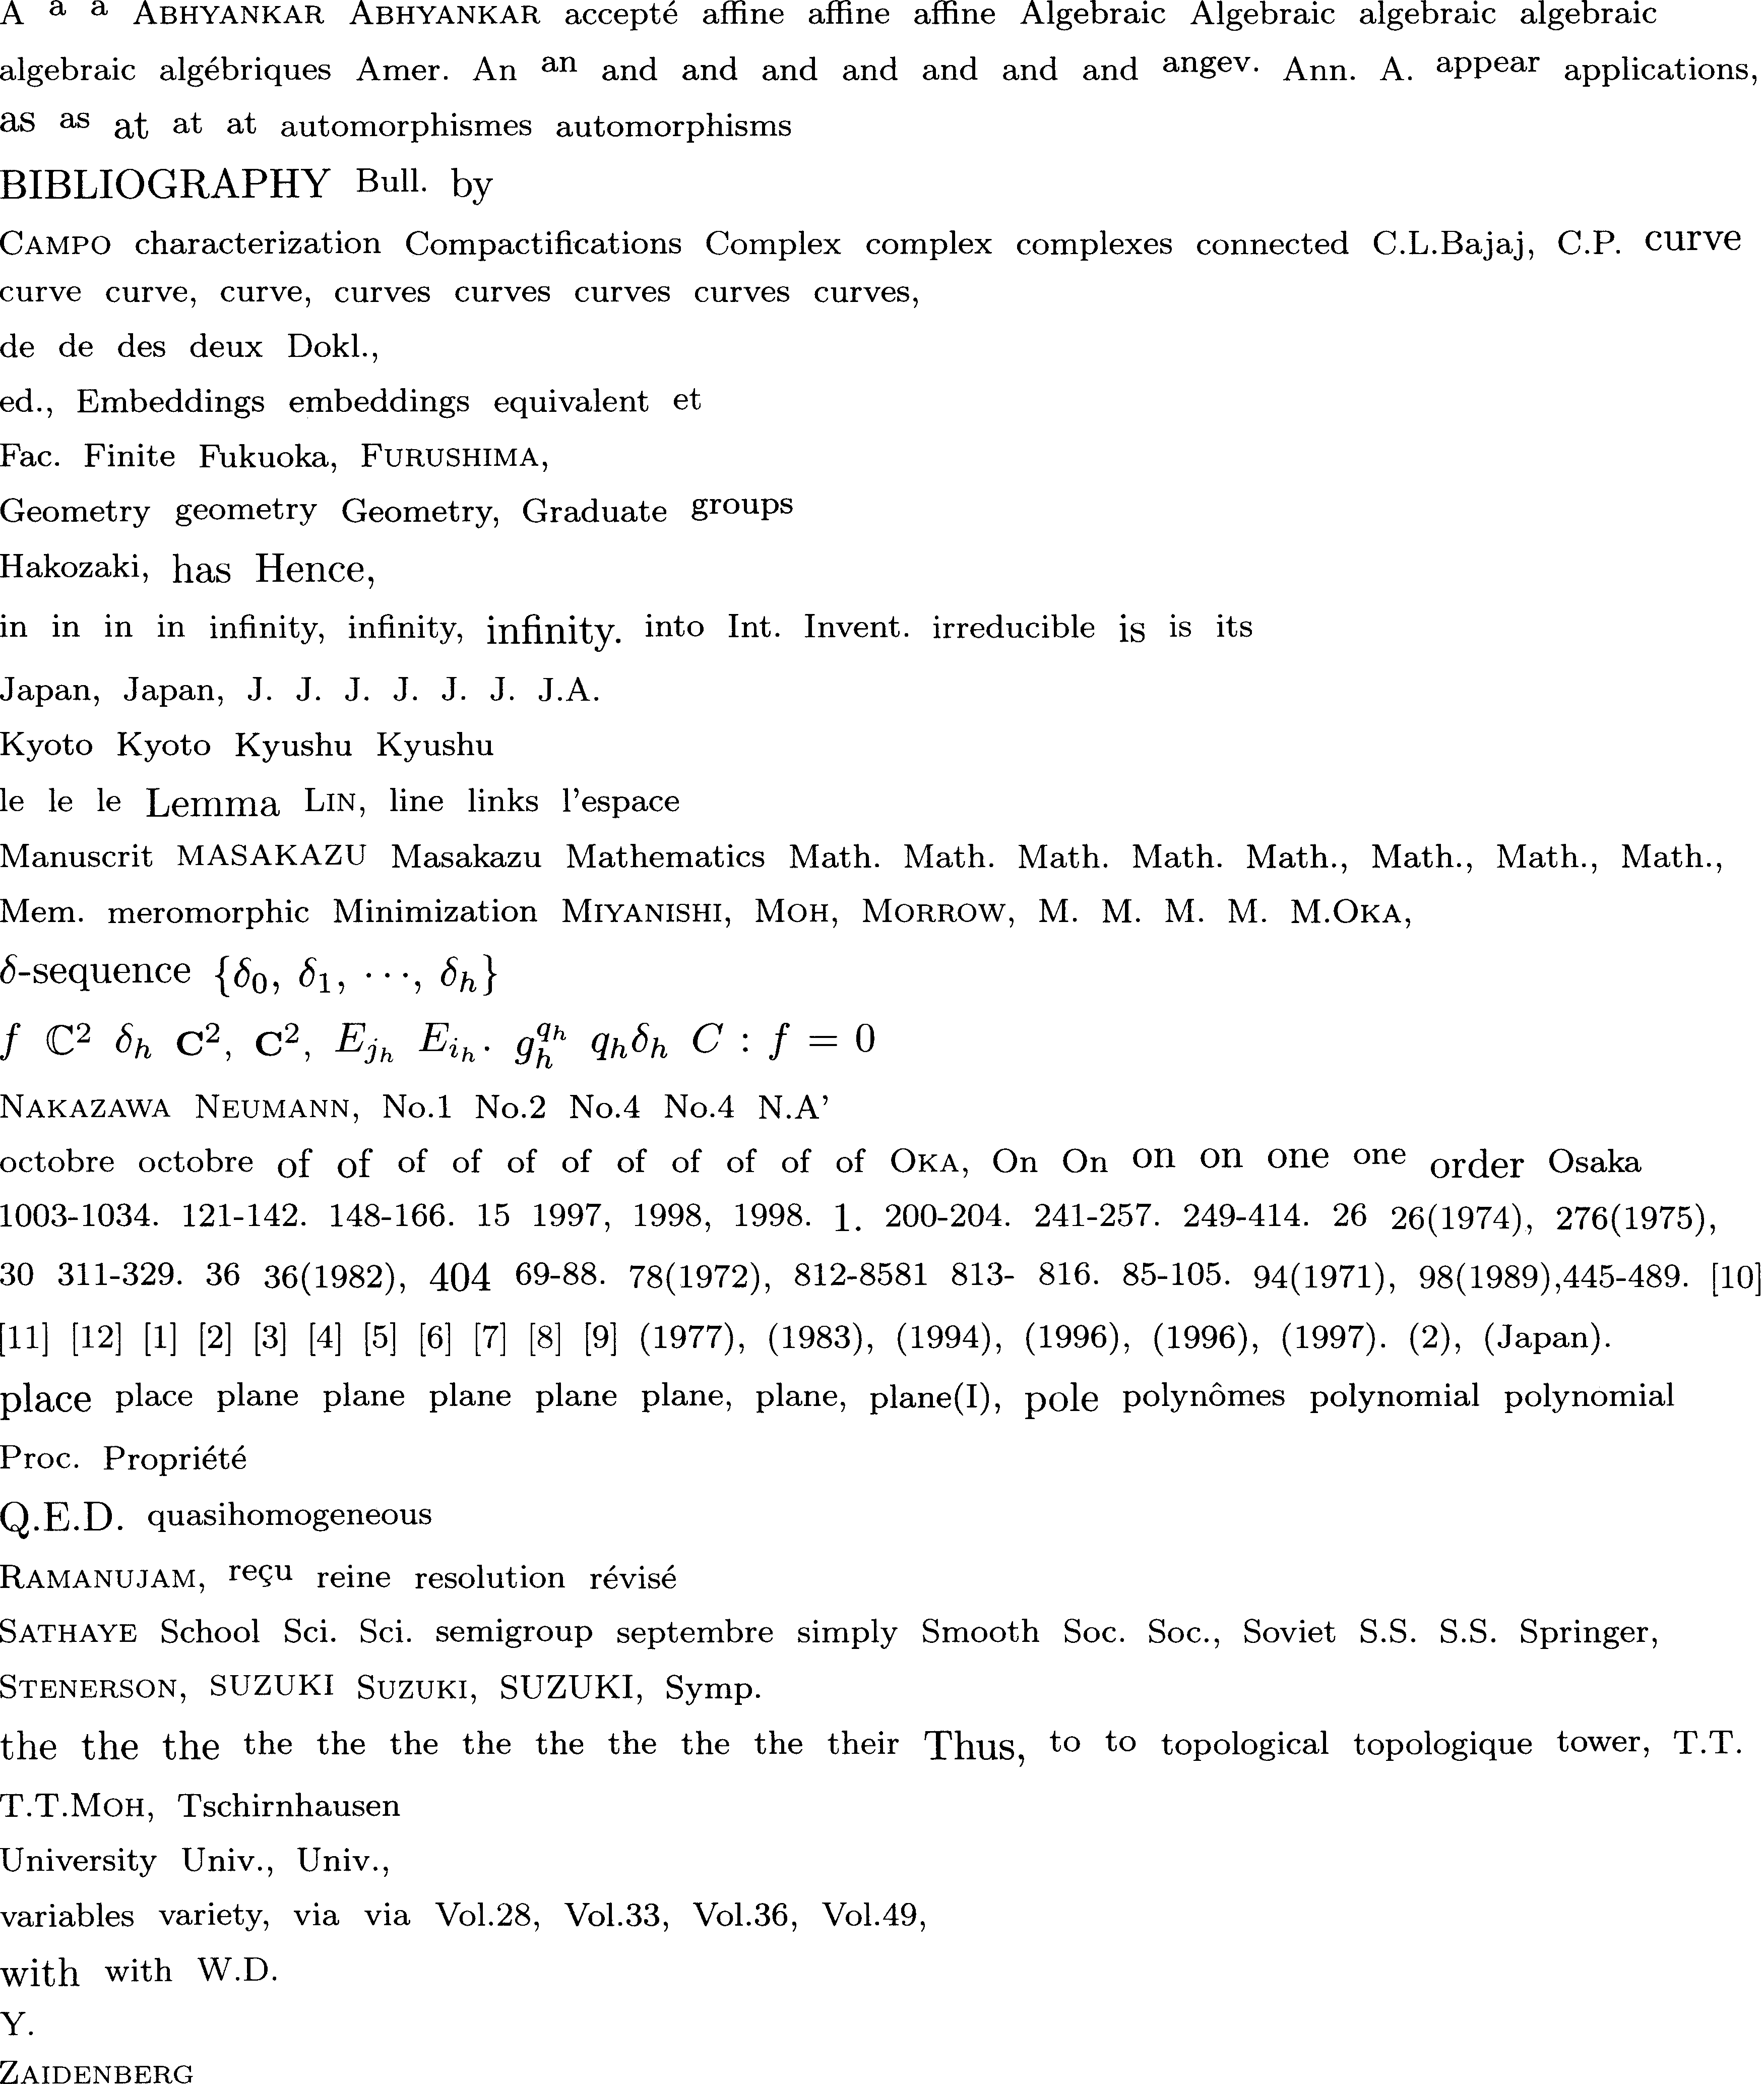 A a a ABHYANKAR ABHYANKAR accepté affine affine affine Algebraic Algebraic algebraic algebraic
algebraic algébriques Amer. An an and and and and and and and angev. Ann. A. appear applications,
as as at at at automorphismes automorphisms
BIBLIOGRAPHY Bull. by
CAMPO characterization Compactifications Complex complex complexes connected C.L.Bajaj, C.P. curve
curve curve, curve, curves curves curves curves curves,
de de des deux Dokl.,
ed., Embeddings embeddings equivalent et
Fac. Finite Fukuoka, FURUSHIMA,
Geometry geometry Geometry, Graduate groups
Hakozaki, has Hence,
in in in in infinity, infinity, infinity. into Int. Invent. irreducible is is its
Japan, Japan, J. J. J. J. J. J. J.A.
Kyoto Kyoto Kyushu Kyushu
le le le Lemma LIN, line links l'espace
Manuscrit MASAKAZU Masakazu Mathematics Math. Math. Math. Math. Math., Math., Math., Math.,
Mem. meromorphic Minimization MIYANISHI, MOH, MORROW, M. M. M. M. M.OKA,
δ-sequence {δ₀, δ₁, ⋯, δ_h}
f ℂ² δ_h C², C², E_{j_h} E_{i_h}. g_h^{q_h} q_hδ_h C : f = 0
NAKAZAWA NEUMANN, No.1 No.2 No.4 No.4 N.A'
octobre octobre of of of of of of of of of of of OKA, On On on on one one order Osaka
1003-1034. 121-142. 148-166. 15 1997, 1998, 1998. 1. 200-204. 241-257. 249-414. 26 26(1974), 276(1975),
30 311-329. 36 36(1982), 404 69-88. 78(1972), 812-8581 813- 816. 85-105. 94(1971), 98(1989),445-489. [10]
[11] [12] [1] [2] [3] [4] [5] [6] [7] [8] [9] (1977), (1983), (1994), (1996), (1996), (1997). (2), (Japan).
place place plane plane plane plane plane, plane, plane(I), pole polynômes polynomial polynomial
Proc. Propriété
Q.E.D. quasihomogeneous
RAMANUJAM, reçu reine resolution révisé
SATHAYE School Sci. Sci. semigroup septembre simply Smooth Soc. Soc., Soviet S.S. S.S. Springer,
STENERSON, SUZUKI SUZUKI, SUZUKI, Symp.
the the the the the the the the the the the their Thus, to to topological topologique tower, T.T.
T.T.MOH, Tschirnhausen
University Univ., Univ.,
variables variety, via via Vol.28, Vol.33, Vol.36, Vol.49,
with with W.D.
Y.
ZAIDENBERG